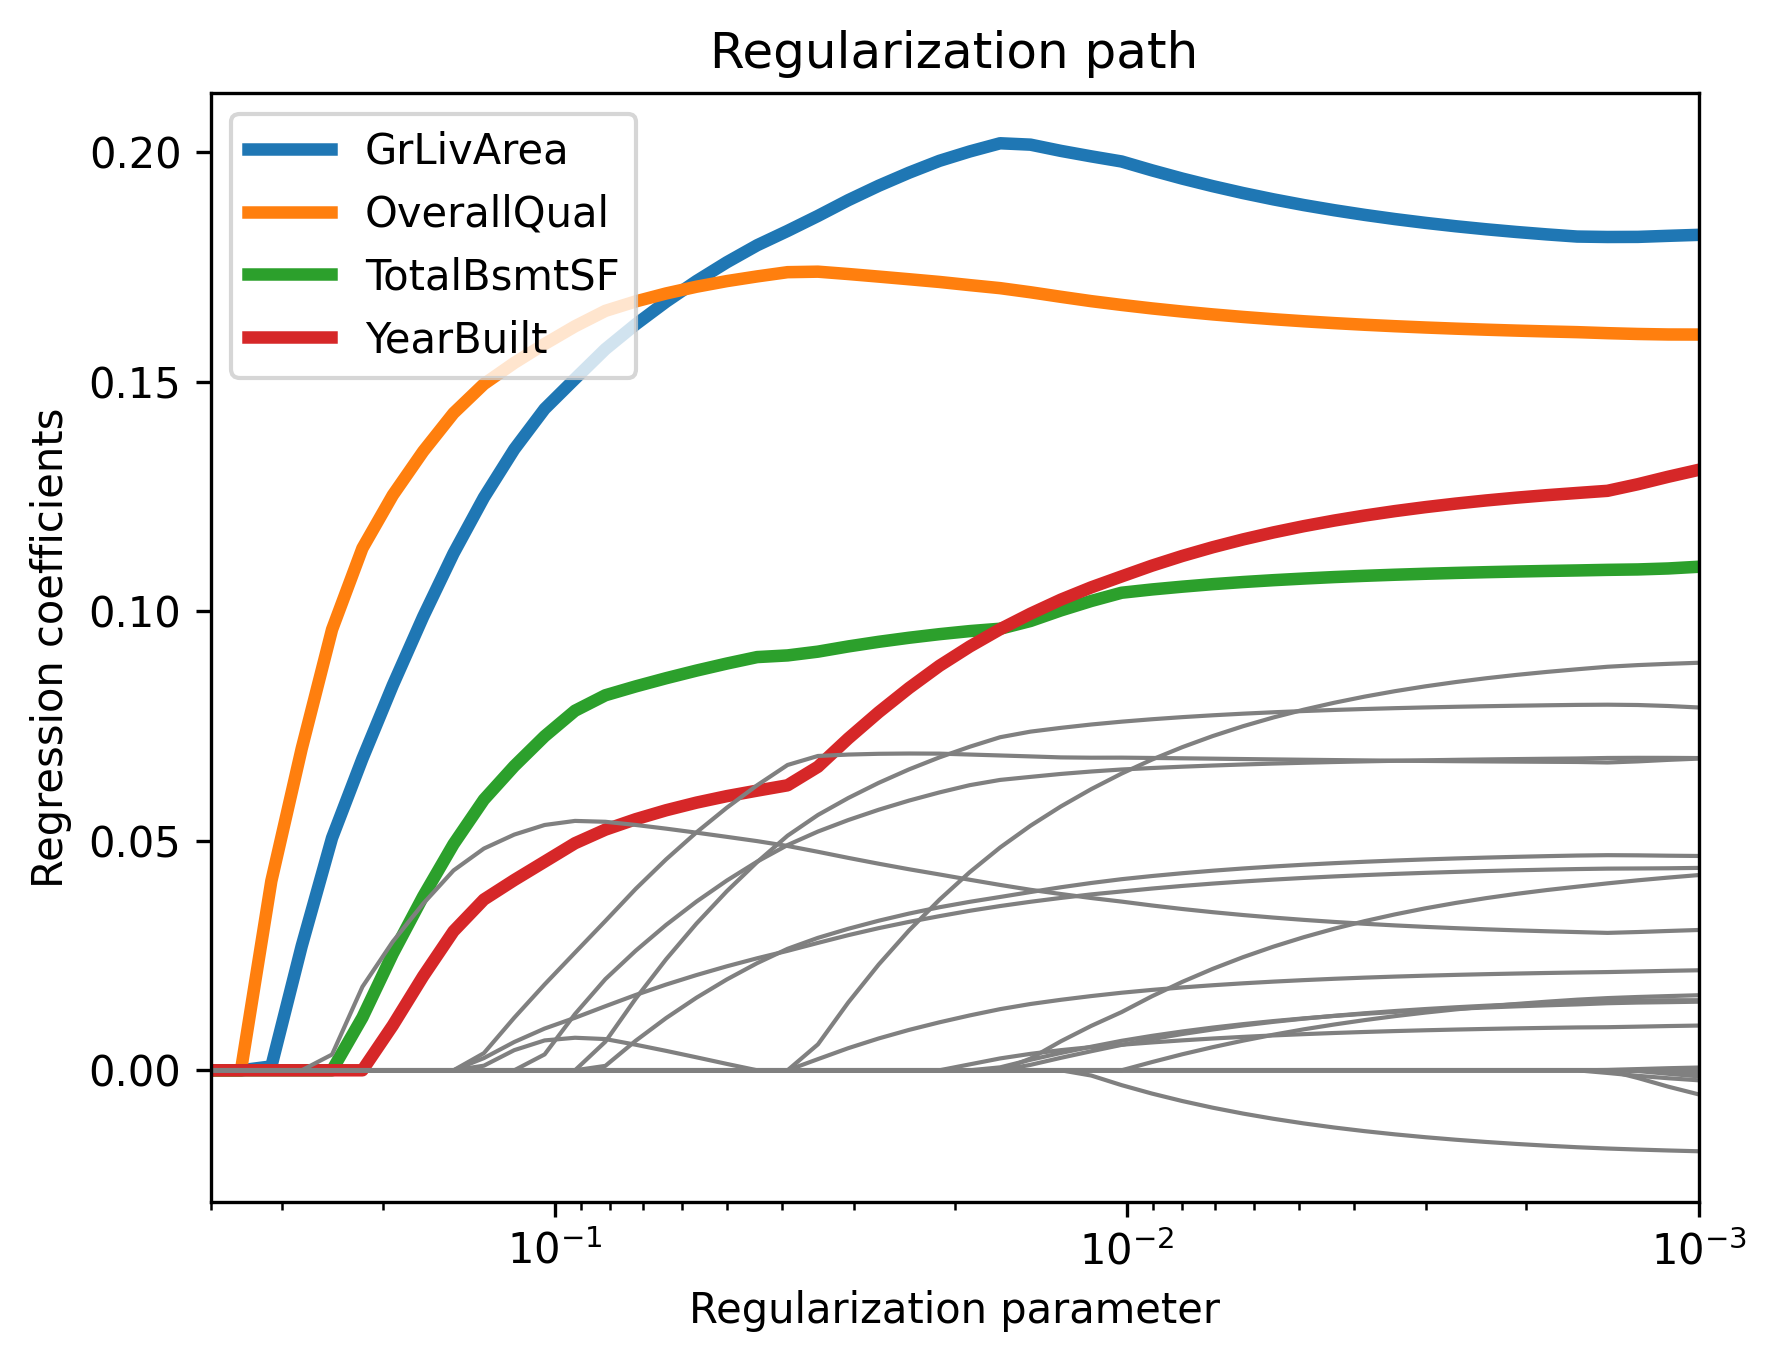 Regularization path
GrLivArea
OverallQual
TotalBsmtSF
YearBuilt
0.20
0.15
0.10
0.05
0.00
Regression coefficients
10⁻¹
10⁻²
10⁻³
Regularization parameter